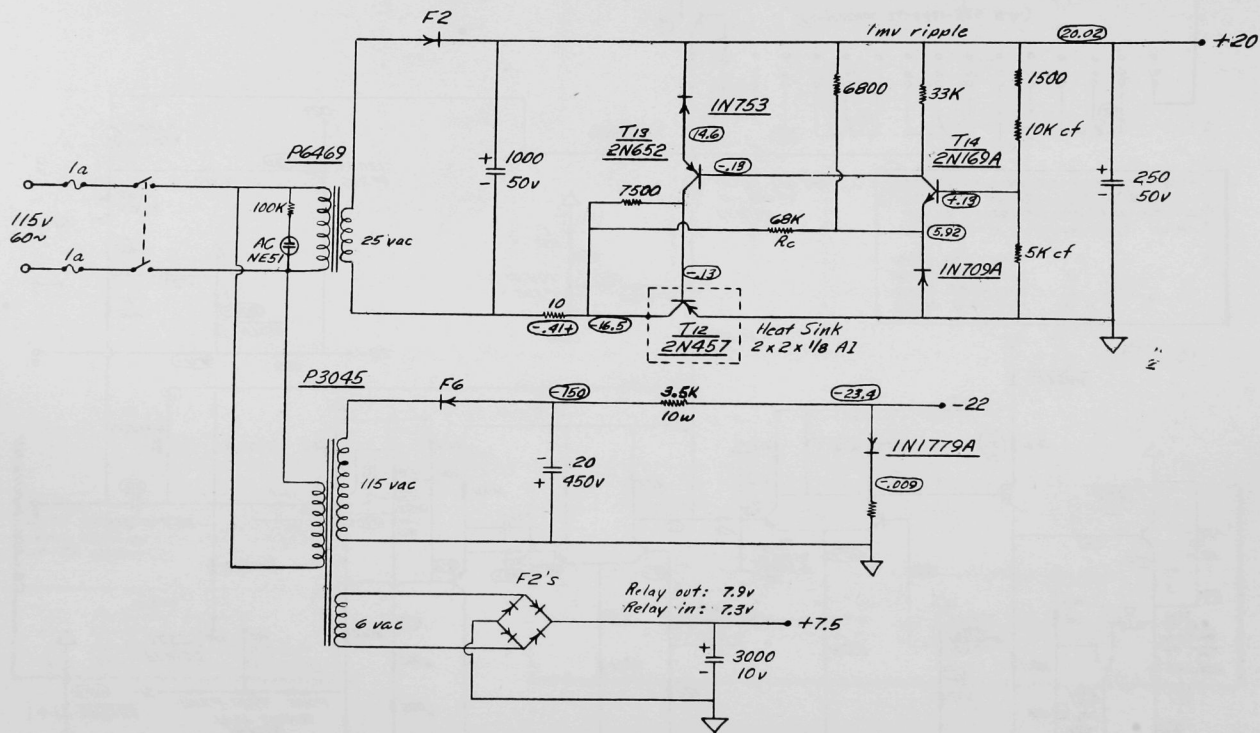 F2
1mv ripple
20.02
+20
1N753
6800
33K
1500
14.6
T13
2N652
T14
2N169A
10K cf
P6469
1a
1000
50v
+
-
-.13
+.13
250
50v
+
-
115v
60~
100K
AC
NE51
25 vac
7500
68K
Rc
5.92
5K cf
1a
-.13
1N709A
10
-.41+
-16.5
T12
2N457
Heat Sink
2 x 2 x 1/8 Al
P3045
F6
-150
3.5K
10w
-23.4
-22
115 vac
-
+
20
450v
1N1779A
-.009
F2's
Relay out: 7.9v
Relay in: 7.3v
6 vac
+7.5
+
-
3000
10v